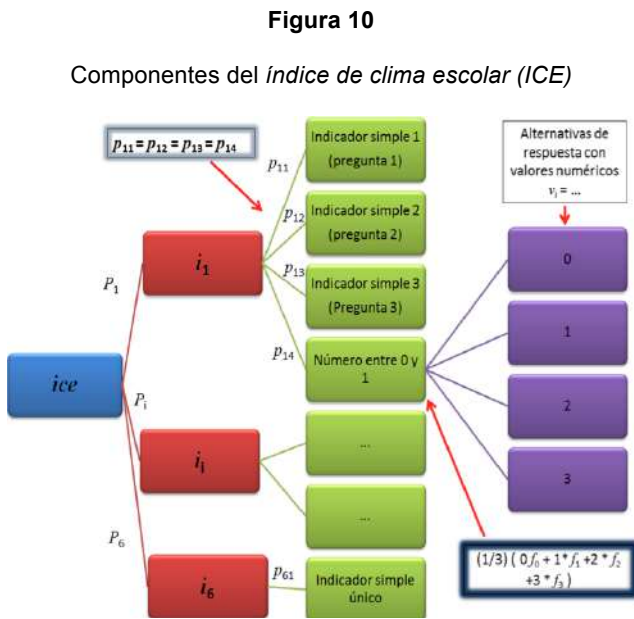 Figura 10
Componentes del índice de clima escolar (ICE)
p11 = p12 = p13 = p14
Indicador simple 1
(pregunta 1)
Alternativas de
respuesta con
valores numéricos
vi = ...
p11
Indicador simple 2
(pregunta 2)
p12
0
P1
i1
p13
Indicador simple 3
(Pregunta 3)
1
p14
Número entre 0 y
1
ice
2
Pi
ii
...
3
...
P6
i6
p61
Indicador simple
único
(1/3) ( 0 f0 + 1* f1 +2 * f2
+3 * f3 )